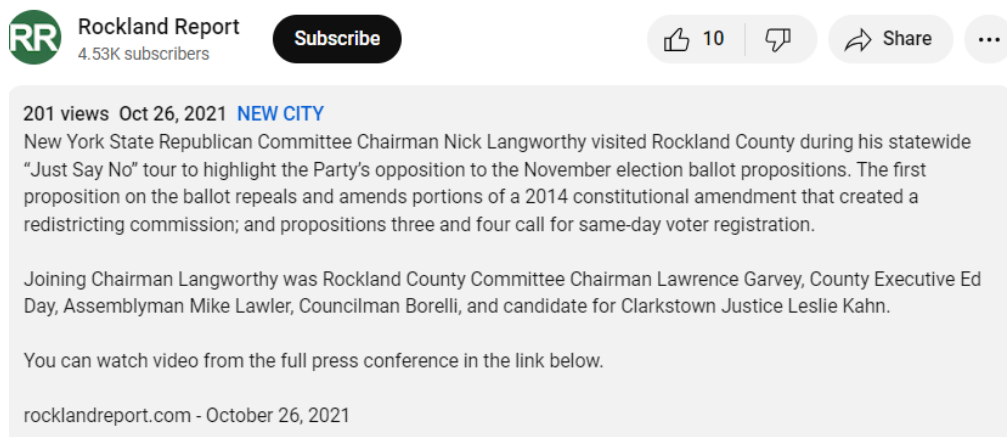 RR
Rockland Report
4.53K subscribers
Subscribe
10
Share
...
201 views Oct 26, 2021 NEW CITY
New York State Republican Committee Chairman Nick Langworthy visited Rockland County during his statewide
“Just Say No” tour to highlight the Party’s opposition to the November election ballot propositions. The first
proposition on the ballot repeals and amends portions of a 2014 constitutional amendment that created a
redistricting commission; and propositions three and four call for same-day voter registration.
Joining Chairman Langworthy was Rockland County Committee Chairman Lawrence Garvey, County Executive Ed
Day, Assemblyman Mike Lawler, Councilman Borelli, and candidate for Clarkstown Justice Leslie Kahn.
You can watch video from the full press conference in the link below.
rocklandreport.com - October 26, 2021